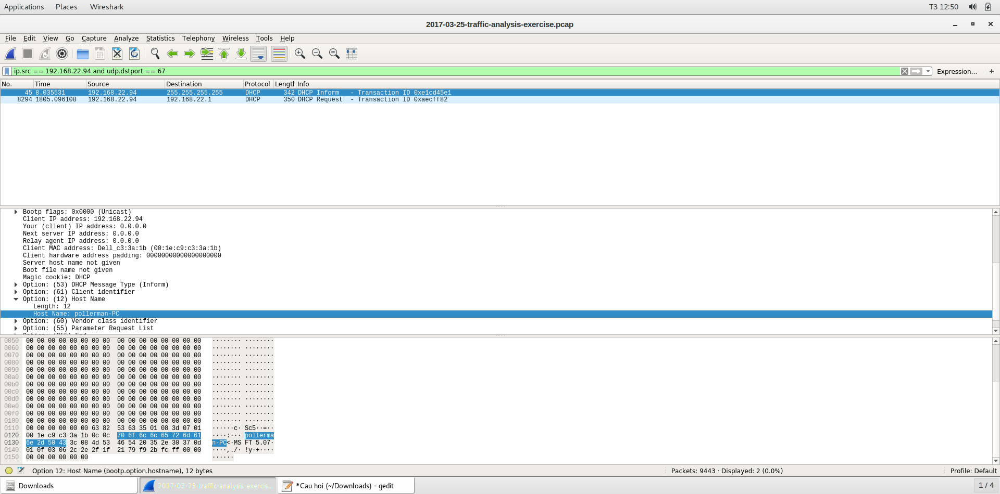 Applications Places Wireshark T3 12:50
2017-03-25-traffic-analysis-exercise.pcap
File Edit View Go Capture Analyze Statistics Telephony Wireless Tools Help
ip.src == 192.168.22.94 and udp.dstport == 67 Expression... +
No. Time Source Destination Protocol Length Info
45 8.035531 192.168.22.94 255.255.255.255 DHCP 342 DHCP Inform - Transaction ID 0xe1cd45e1
8294 1805.096108 192.168.22.94 192.168.22.1 DHCP 350 DHCP Request - Transaction ID 0xaecff82
Bootp flags: 0x0000 (Unicast)
Client IP address: 192.168.22.94
Your (client) IP address: 0.0.0.0
Next server IP address: 0.0.0.0
Relay agent IP address: 0.0.0.0
Client MAC address: Dell_c3:3a:1b (00:1e:c9:c3:3a:1b)
Client hardware address padding: 00000000000000000000
Server host name not given
Boot file name not given
Magic cookie: DHCP
Option: (53) DHCP Message Type (Inform)
Option: (61) Client identifier
Option: (12) Host Name
Length: 12
Host Name: pollerman-PC
Option: (60) Vendor class identifier
Option: (55) Parameter Request List
Option: (255) End
0050 00 00 00 00 00 00 00 00 00 00 00 00 00 00 00 00 ········ ········
0060 00 00 00 00 00 00 00 00 00 00 00 00 00 00 00 00 ········ ········
0070 00 00 00 00 00 00 00 00 00 00 00 00 00 00 00 00 ········ ········
0080 00 00 00 00 00 00 00 00 00 00 00 00 00 00 00 00 ········ ········
0090 00 00 00 00 00 00 00 00 00 00 00 00 00 00 00 00 ········ ········
00a0 00 00 00 00 00 00 00 00 00 00 00 00 00 00 00 00 ········ ········
00b0 00 00 00 00 00 00 00 00 00 00 00 00 00 00 00 00 ········ ········
00c0 00 00 00 00 00 00 00 00 00 00 00 00 00 00 00 00 ········ ········
00d0 00 00 00 00 00 00 00 00 00 00 00 00 00 00 00 00 ········ ········
00e0 00 00 00 00 00 00 00 00 00 00 00 00 00 00 00 00 ········ ········
00f0 00 00 00 00 00 00 00 00 00 00 00 00 00 00 00 00 ········ ········
0100 00 00 00 00 00 00 00 00 00 00 00 00 00 00 00 00 ········ ········
0110 00 00 00 00 00 00 63 82 53 63 35 01 08 3d 07 01 ······c· Sc5··=··
0120 00 1e c9 c3 3a 1b 0c 0c 70 6f 6c 6c 65 72 6d 61 ····:··· pollerma
0130 6e 2d 50 43 3c 08 4d 53 46 54 20 35 2e 30 37 0d n-PC<·MS FT 5.07·
0140 01 0f 03 06 2c 2e 2f 1f 21 79 f9 2b fc ff 00 00 ····,./· !y·+····
0150 00 00 00 00 00 00 ······
Option 12: Host Name (bootp.option.hostname), 12 bytes Packets: 9443 · Displayed: 2 (0.0%) Profile: Default
Downloads 2017-03-25-traffic-analysis-exercis... *Cau hoi (~/Downloads) - gedit 1 / 4